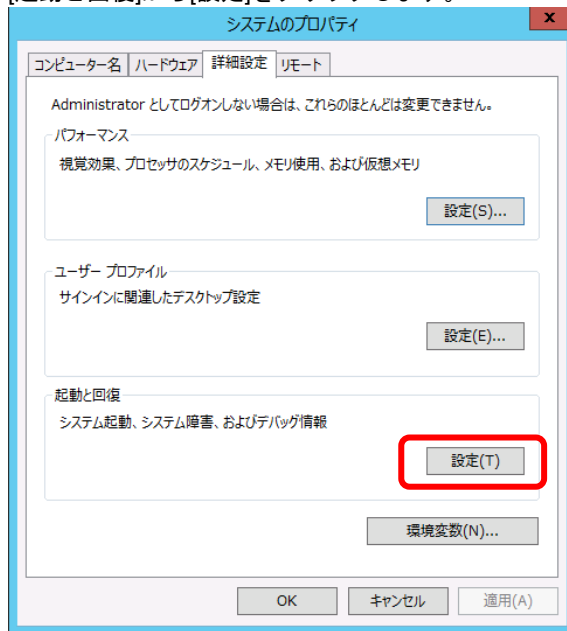 [起動と回復]から[設定]をクリックします。
システムのプロパティ
x
コンピューター名 ハードウェア 詳細設定 リモート
Administrator としてログオンしない場合は、これらのほとんどは変更できません。
パフォーマンス
視覚効果、プロセッサのスケジュール、メモリ使用、および仮想メモリ
設定(S)...
ユーザー プロファイル
サインインに関連したデスクトップ設定
設定(E)...
起動と回復
システム起動、システム障害、およびデバッグ情報
設定(T)
環境変数(N)...
OK キャンセル 適用(A)